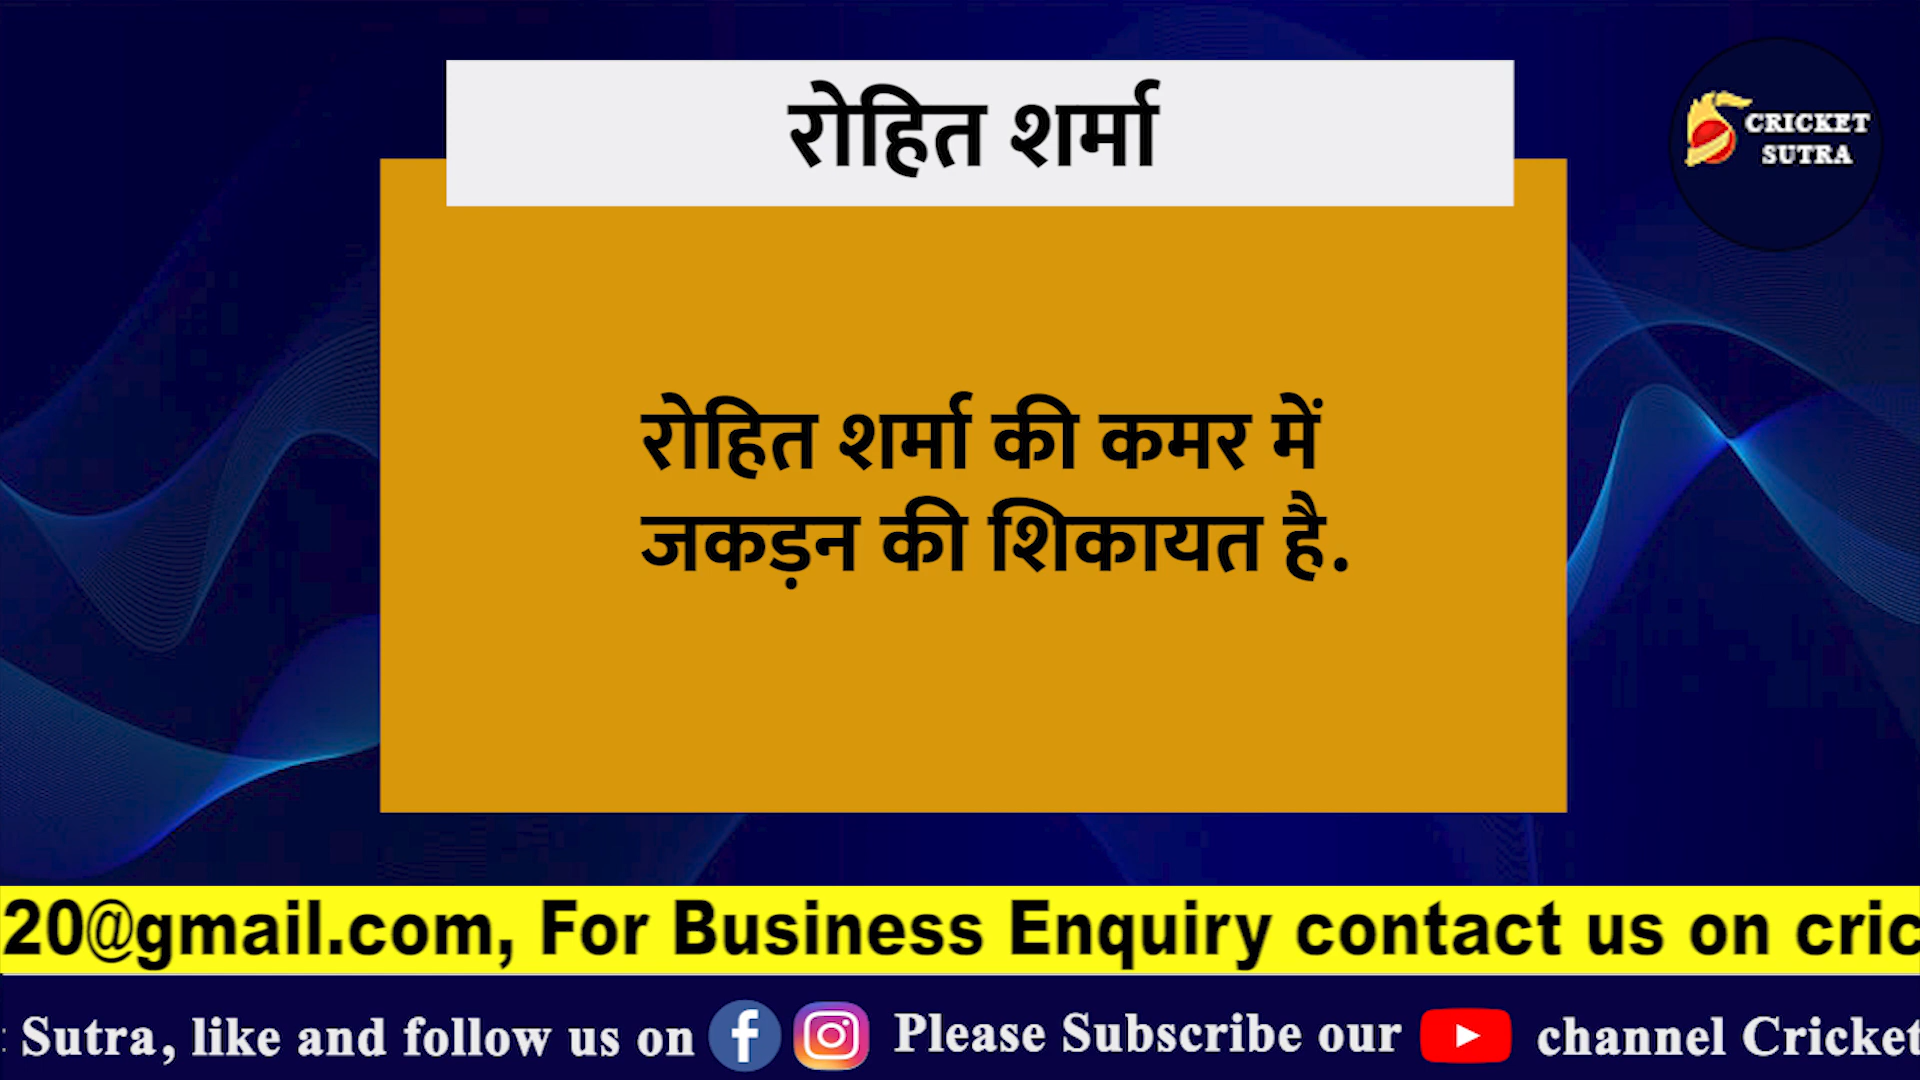 रोहित शर्मा
CRICKET
SUTRA
रोहित शर्मा की कमर में
जकड़न की शिकायत है.
20@gmail.com, For Business Enquiry contact us on cric
Sutra, like and follow us on
Please Subscribe our
channel Cricket